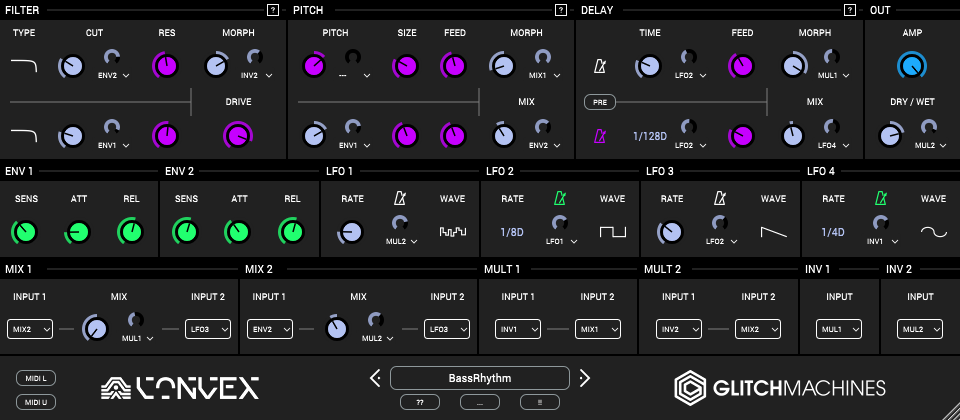 FILTER ? PITCH ? DELAY ? OUT
TYPE CUT RES MORPH PITCH SIZE FEED MORPH TIME FEED MORPH AMP
ENV2 INV2 --- MIX1 LFO2 MUL1
DRIVE MIX PRE MIX DRY / WET
1/128D
ENV1 ENV1 ENV2 LFO2 LFO4 MUL2
ENV 1 ENV 2 LFO 1 LFO 2 LFO 3 LFO 4
SENS ATT REL SENS ATT REL RATE WAVE RATE WAVE RATE WAVE RATE WAVE
1/8D 1/4D
MUL2 LFO1 LFO2 INV1
MIX 1 MIX 2 MULT 1 MULT 2 INV 1 INV 2
INPUT 1 MIX INPUT 2 INPUT 1 MIX INPUT 2 INPUT 1 INPUT 2 INPUT 1 INPUT 2 INPUT INPUT
MIX2 LFO3 ENV2 LFO3 INV1 MIX1 INV2 MIX2 MUL1 MUL2
MUL1 MUL2
MIDI L BassRhythm
CONVEX GLITCHMACHINES
MIDI U ?? ... !!